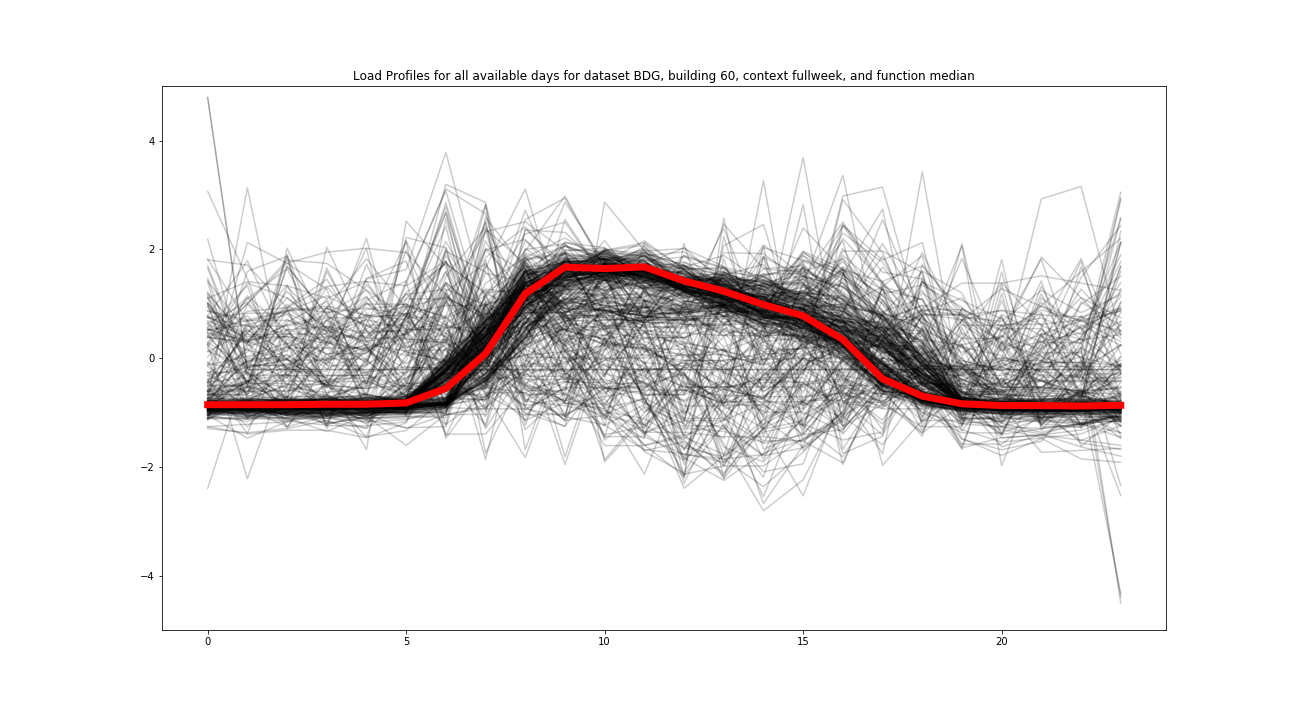 Load Profiles for all available days for dataset BDG, building 60, context fullweek, and function median
4
2
0
−2
−4
0 5 10 15 20